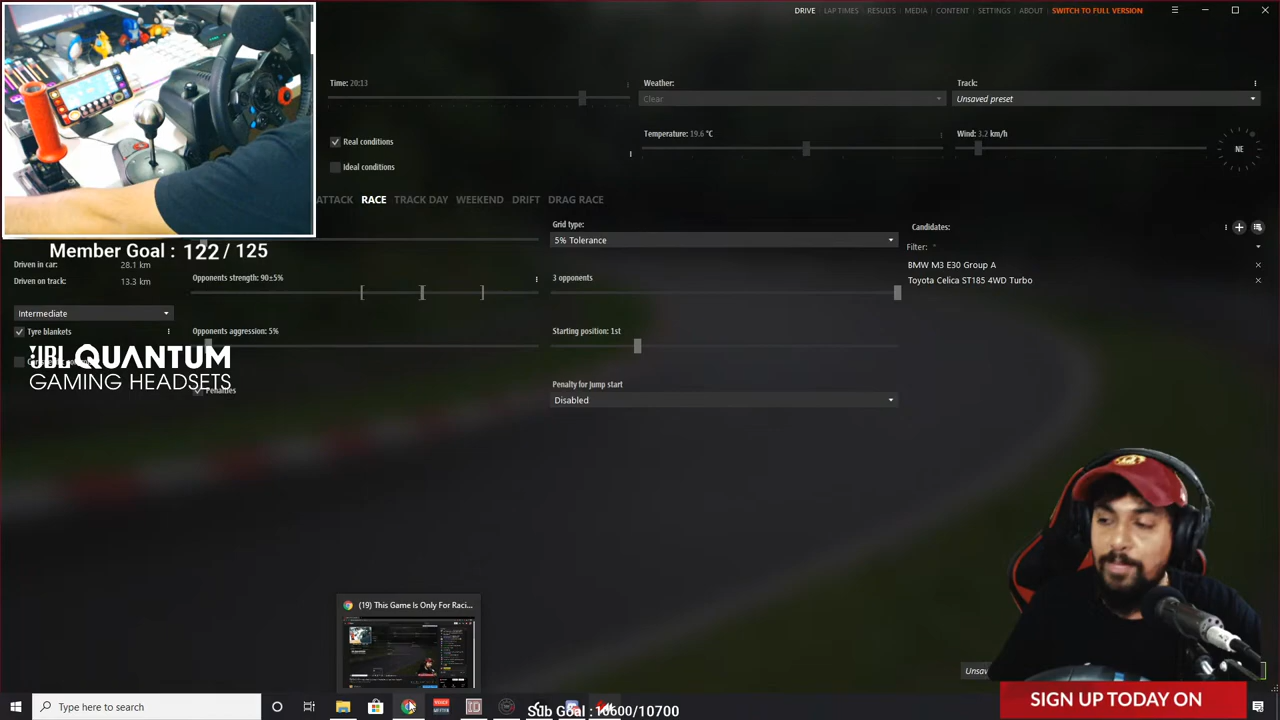 DRIVE LAP TIMES RESULTS MEDIA CONTENT SETTINGS ABOUT SWITCH TO FULL VERSION
Time: 20:13
Weather:
Clear
Track:
Unsaved preset
Real conditions
Ideal conditions
Temperature: 19.6 °C
Wind: 3.2 km/h
NE
ATTACK RACE TRACK DAY WEEKEND DRIFT DRAG RACE
Member Goal : 122 / 125
Driven in car: 28.1 km
Driven on track: 13.3 km
Intermediate
Tyre blankets
JBL QUANTUM
GAMING HEADSETS
Opponents strength: 90±5%
Opponents aggression: 5%
Penalties
Grid type:
5% Tolerance
3 opponents
Starting position: 1st
Penalty for jump start
Disabled
Candidates:
Filter:
BMW M3 E30 Group A
Toyota Celica ST185 4WD Turbo
(19) This Game Is Only For Raci...
Unsav
SIGN UP TODAY ON
Type here to search
Sub Goal : 10600/10700